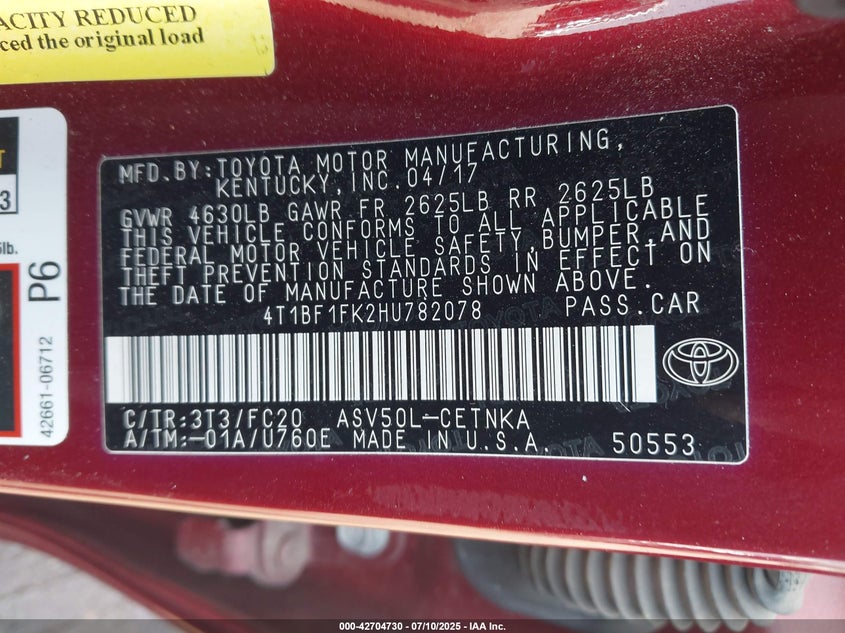 ACITY REDUCED
ced the original load
3
lb.
P6
42661-06712
MFD.BY:TOYOTA MOTOR MANUFACTURING,
KENTUCKY,INC.04/17
GVWR 4630LB GAWR FR 2625LB RR 2625LB
THIS VEHICLE CONFORMS TO ALL APPLICABLE
FEDERAL MOTOR VEHICLE SAFETY,BUMPER,AND
THEFT PREVENTION STANDARDS IN EFFECT ON
THE DATE OF MANUFACTURE SHOWN ABOVE.
4T1BF1FK2HU782078 PASS.CAR
C/TR:3T3/FC20 ASV50L-CETNKA
A/TM:-01A/U760E MADE IN U.S.A. 50553
000-42704730 - 07/10/2025 - IAA Inc.